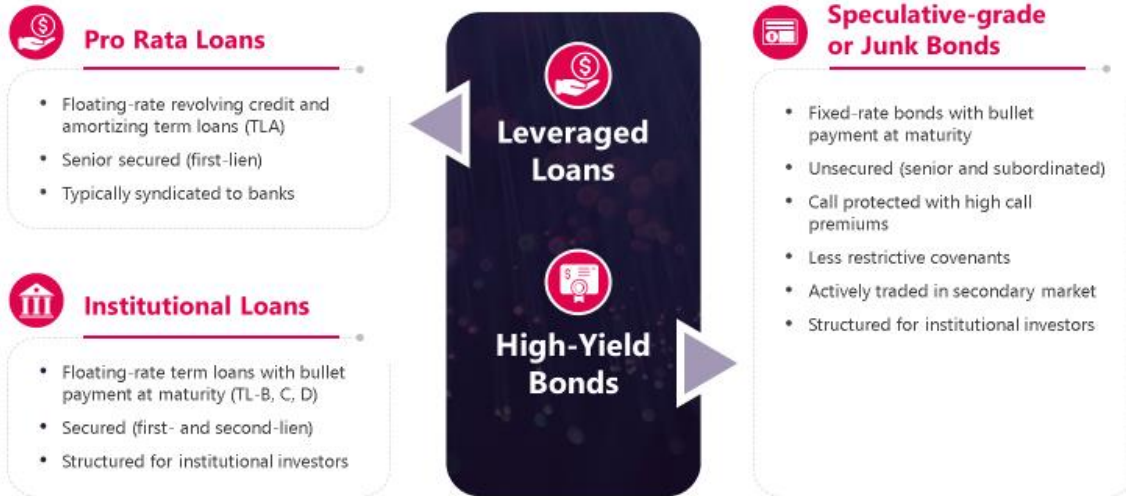 Pro Rata Loans
• Floating-rate revolving credit and
amortizing term loans (TLA)
• Senior secured (first-lien)
• Typically syndicated to banks
Institutional Loans
• Floating-rate term loans with bullet
payment at maturity (TL-B, C, D)
• Secured (first- and second-lien)
• Structured for institutional investors
Leveraged
Loans
High-Yield
Bonds
Speculative-grade
or Junk Bonds
• Fixed-rate bonds with bullet
payment at maturity
• Unsecured (senior and subordinated)
• Call protected with high call
premiums
• Less restrictive covenants
• Actively traded in secondary market
• Structured for institutional investors